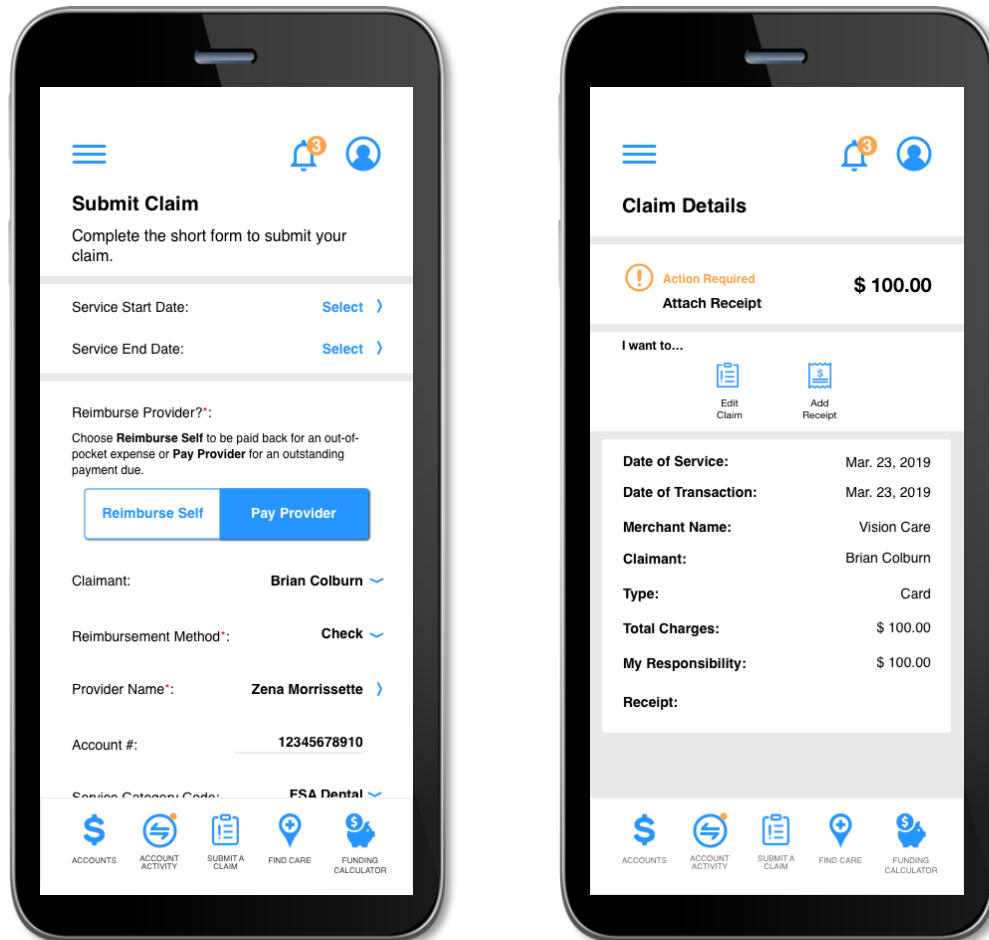 3
Submit Claim
Complete the short form to submit your
claim.
Service Start Date: Select
Service End Date: Select
Reimburse Provider?*:
Choose Reimburse Self to be paid back for an out-of-
pocket expense or Pay Provider for an outstanding
payment due.
Reimburse Self Pay Provider
Claimant: Brian Colburn
Reimbursement Method*: Check
Provider Name*: Zena Morrissette
Account #: 12345678910
Service Category Code: FSA Dental
$ $
ACCOUNTS ACCOUNT ACTIVITY SUBMIT A CLAIM FIND CARE FUNDING CALCULATOR
3
Claim Details
Action Required
Attach Receipt
$ 100.00
I want to...
$
Edit
Claim
Add
Receipt
Date of Service: Mar. 23, 2019
Date of Transaction: Mar. 23, 2019
Merchant Name: Vision Care
Claimant: Brian Colburn
Type: Card
Total Charges: $ 100.00
My Responsibility: $ 100.00
Receipt:
$ $
ACCOUNTS ACCOUNT ACTIVITY SUBMIT A CLAIM FIND CARE FUNDING CALCULATOR